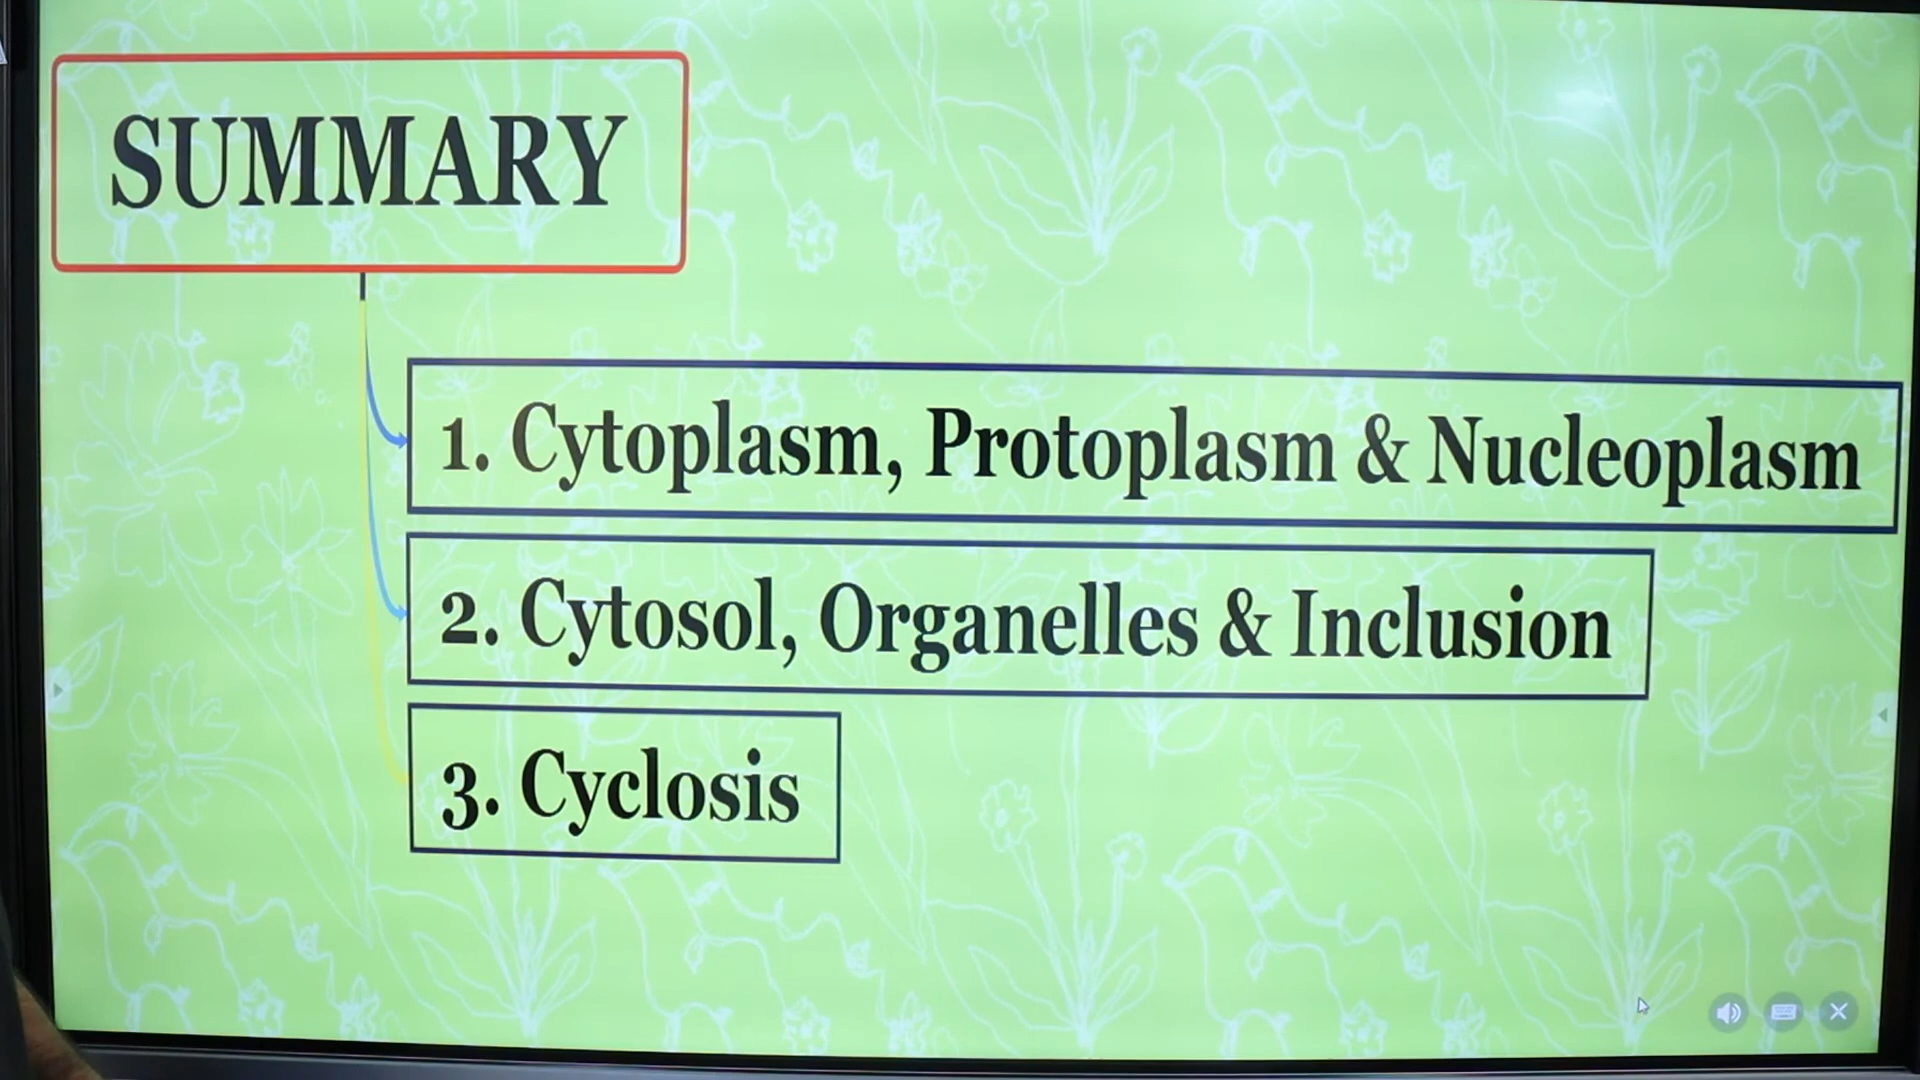 SUMMARY
1. Cytoplasm, Protoplasm & Nucleoplasm
2. Cytosol, Organelles & Inclusion
3. Cyclosis